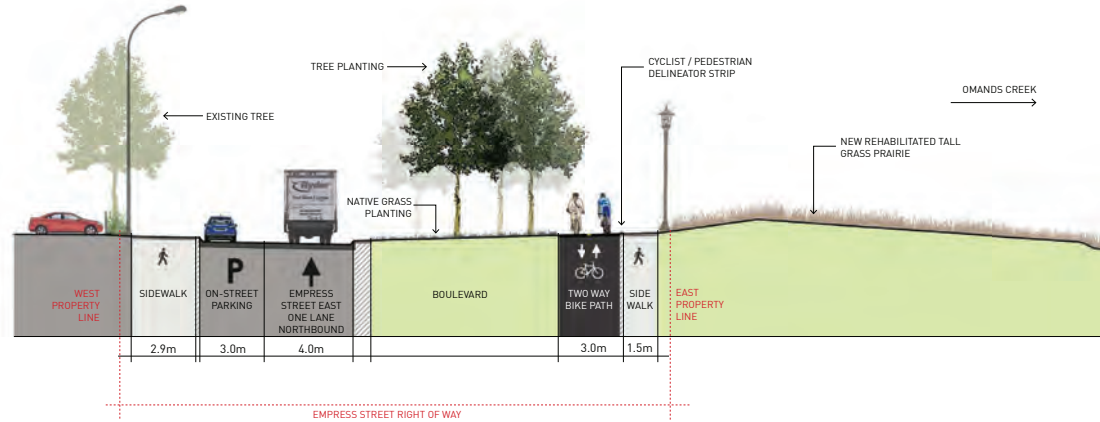 TREE PLANTING
CYCLIST / PEDESTRIAN
DELINEATOR STRIP
OMANDS CREEK
EXISTING TREE
NEW REHABILITATED TALL
GRASS PRAIRIE
Ryder
NATIVE GRASS
PLANTING
WEST
PROPERTY
LINE
SIDEWALK
P
ON-STREET
PARKING
EMPRESS
STREET EAST
ONE LANE
NORTHBOUND
BOULEVARD
TWO WAY
BIKE PATH
SIDE
WALK
EAST
PROPERTY
LINE
2.9m
3.0m
4.0m
3.0m
1.5m
EMPRESS STREET RIGHT OF WAY